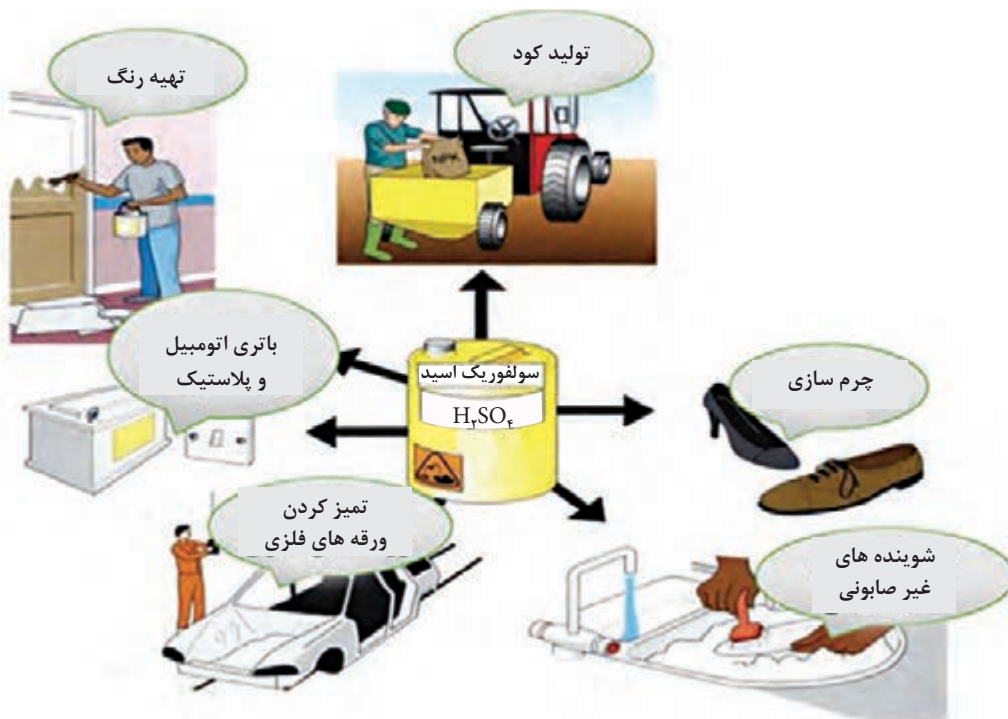 تولید کود
تهیه رنگ
NPK
باتری اتومبیل
و پلاستیک
سولفوریک اسید
H₂SO₄
چرم سازی
تمیز کردن
ورقه های فلزی
شوینده های
غیر صابونی